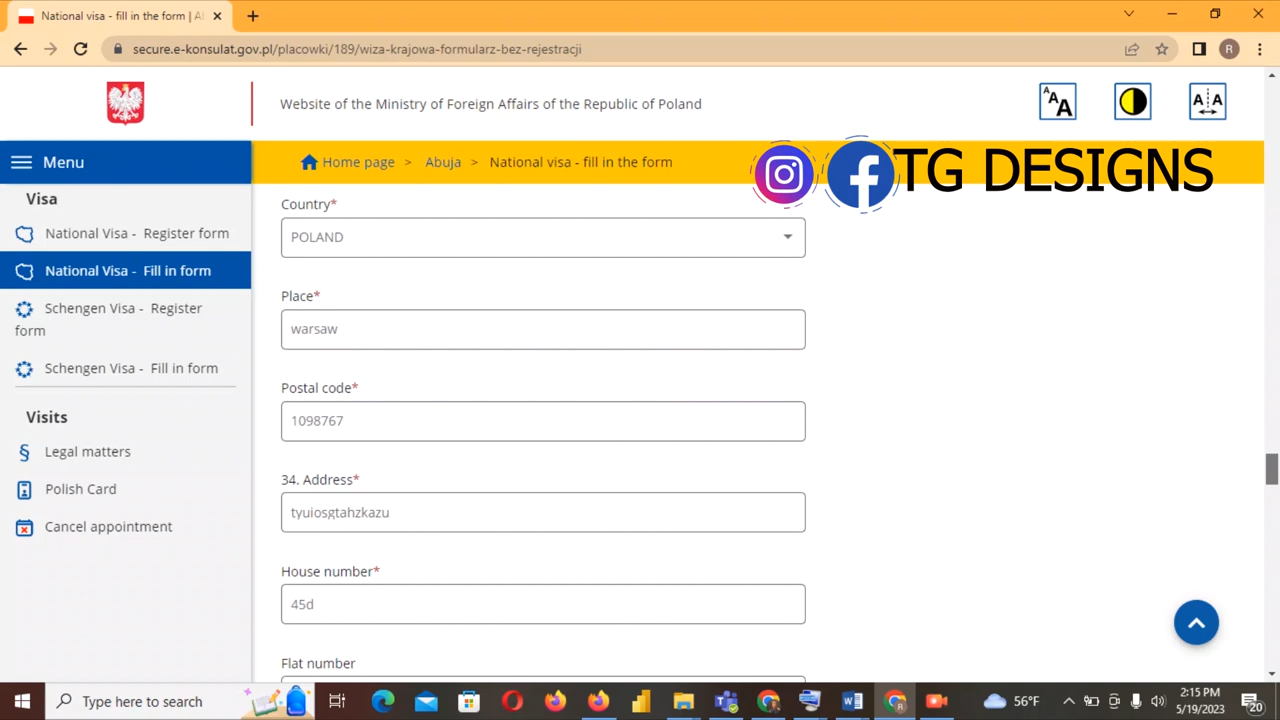 National visa - fill in the form | Al
secure.e-konsulat.gov.pl/placowki/189/wiza-krajowa-formularz-bez-rejestracji
R
Website of the Ministry of Foreign Affairs of the Republic of Poland
A A A
A A
Menu
Home page > Abuja > National visa - fill in the form
TG DESIGNS
Visa
National Visa - Register form
National Visa - Fill in form
Schengen Visa - Register
form
Schengen Visa - Fill in form
Visits
§ Legal matters
Polish Card
Cancel appointment
Country*
POLAND
Place*
warsaw
Postal code*
1098767
34. Address*
tyuiosgtahzkazu
House number*
45d
Flat number
Type here to search
56°F
2:15 PM
5/19/2023
20